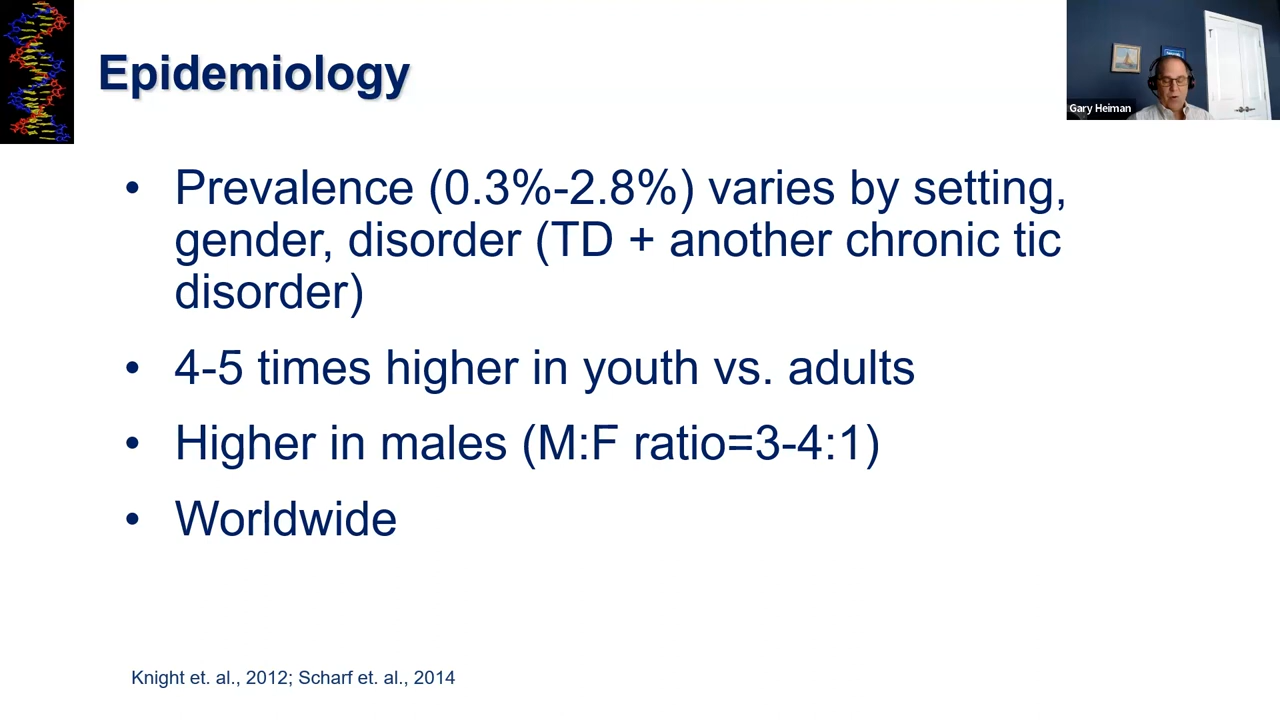 Epidemiology
Gary Heiman
• Prevalence (0.3%-2.8%) varies by setting,
gender, disorder (TD + another chronic tic
disorder)
• 4-5 times higher in youth vs. adults
• Higher in males (M:F ratio=3-4:1)
• Worldwide
Knight et. al., 2012; Scharf et. al., 2014